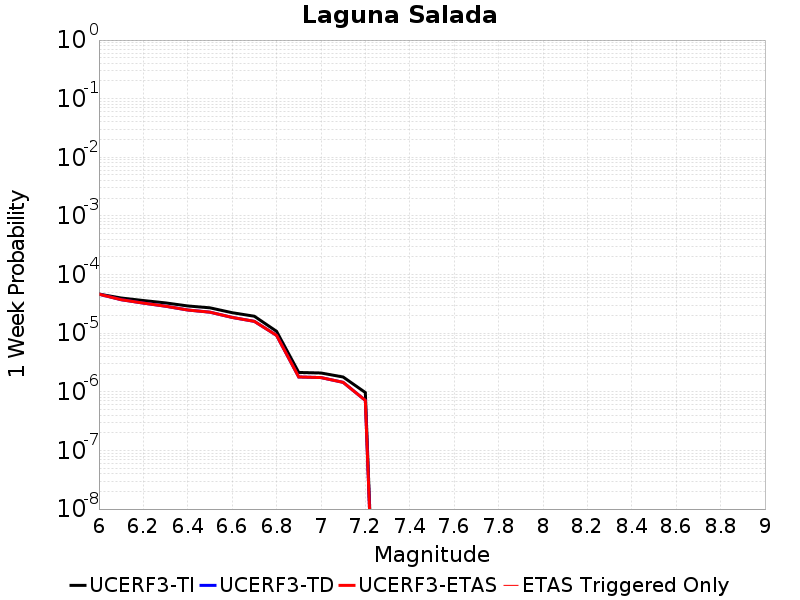 Laguna Salada
10^0
10^-1
10^-2
10^-3
10^-4
10^-5
10^-6
10^-7
10^-8
1 Week Probability
6 6.2 6.4 6.6 6.8 7 7.2 7.4 7.6 7.8 8 8.2 8.4 8.6 8.8 9
Magnitude
UCERF3-TI UCERF3-TD UCERF3-ETAS ETAS Triggered Only